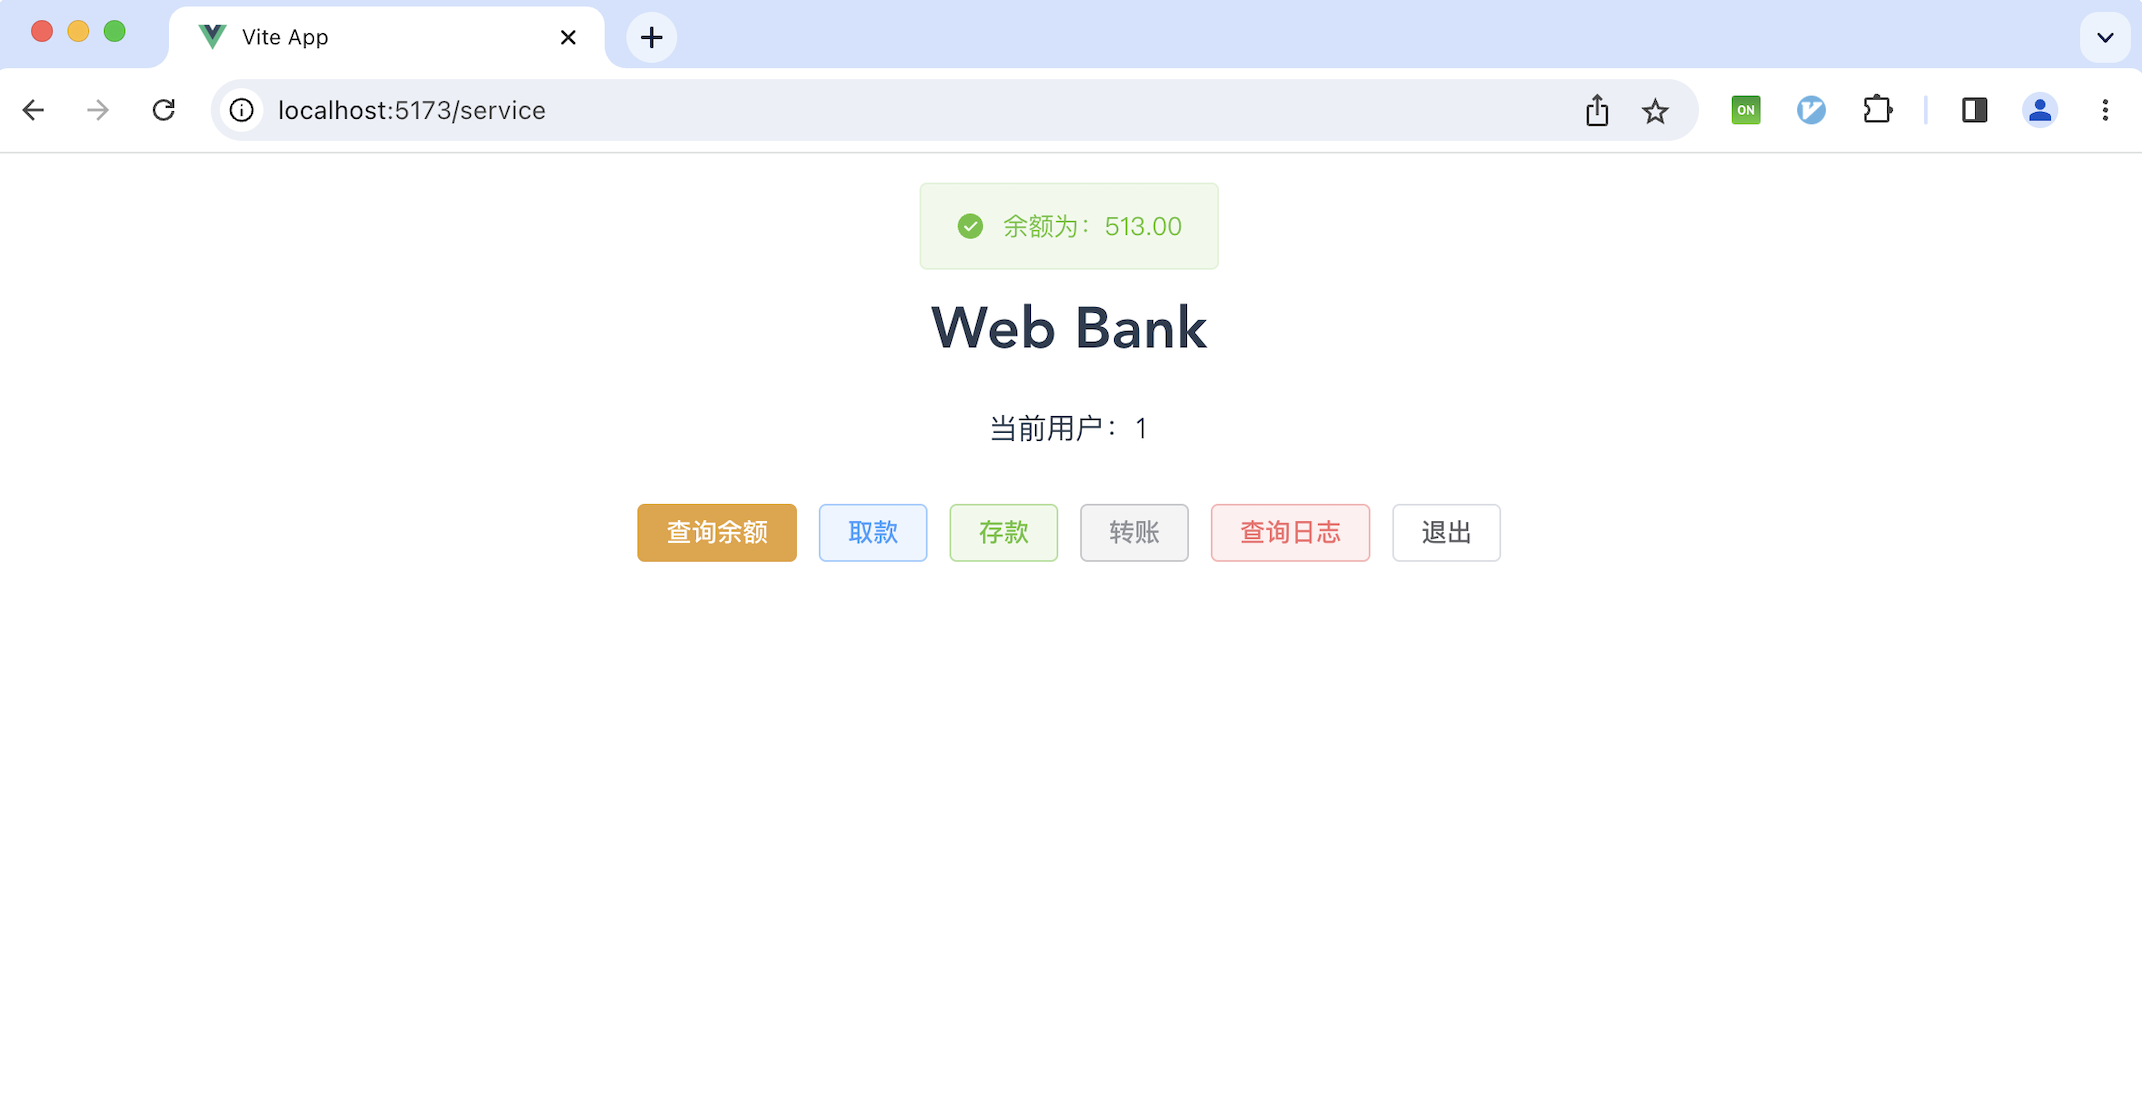 Vite App
localhost:5173/service
ON
余额为：513.00
Web Bank
当前用户：1
查询余额 取款 存款 转账 查询日志 退出